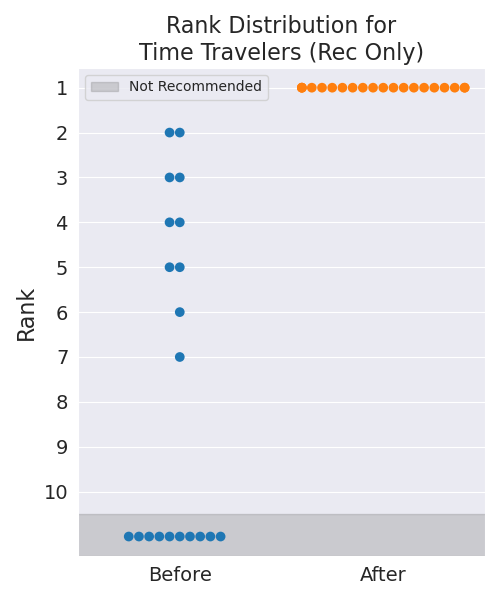 Rank Distribution for
Time Travelers (Rec Only)
Not Recommended
1
2
3
4
5
6
7
8
9
10
Rank
Before After